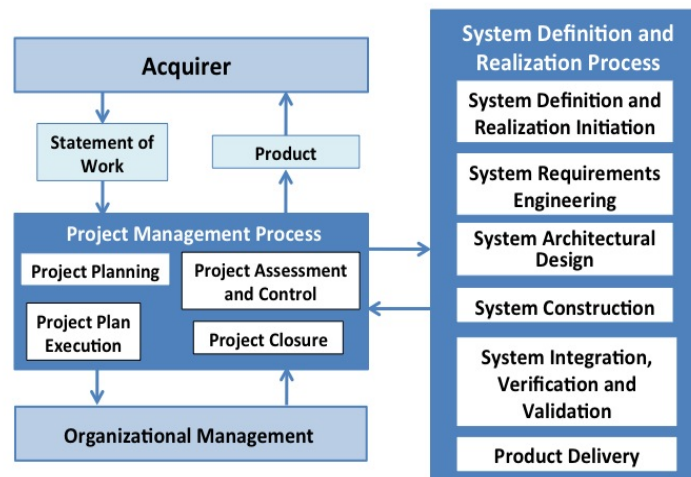 Acquirer
Statement of
Work
Product
Project Management Process
Project Planning
Project Assessment
and Control
Project Plan
Execution
Project Closure
Organizational Management
System Definition and
Realization Process
System Definition and
Realization Initiation
System Requirements
Engineering
System Architectural
Design
System Construction
System Integration,
Verification and
Validation
Product Delivery